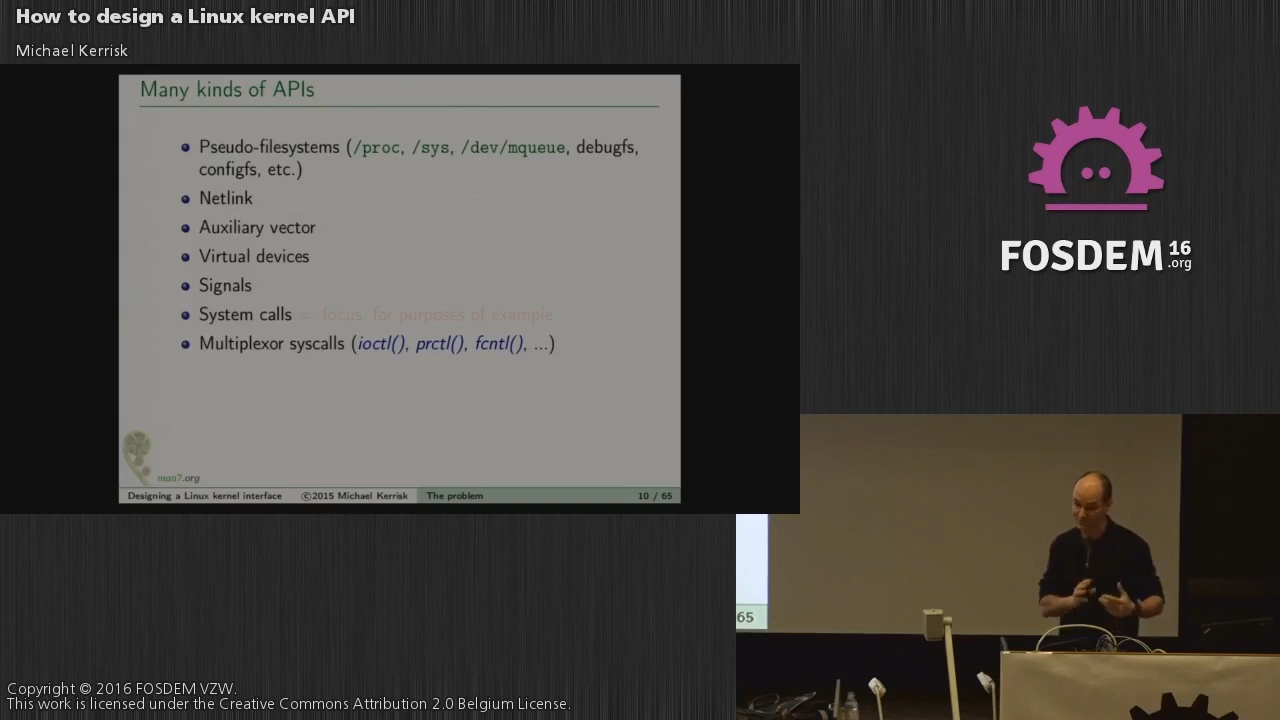 How to design a Linux kernel API
Michael Kerrisk
Many kinds of APIs
Pseudo-filesystems (/proc, /sys, /dev/mqueue, debugfs,
configfs, etc.)
Netlink
Auxiliary vector
Virtual devices
Signals
System calls ⇐ focus, for purposes of example
Multiplexor syscalls (ioctl(), prctl(), fcntl(), ...)
man7.org
Designing a Linux kernel interface ©2015 Michael Kerrisk The problem 10 / 65
FOSDEM 16
.org
65
Copyright © 2016 FOSDEM VZW.
This work is licensed under the Creative Commons Attribution 2.0 Belgium License.